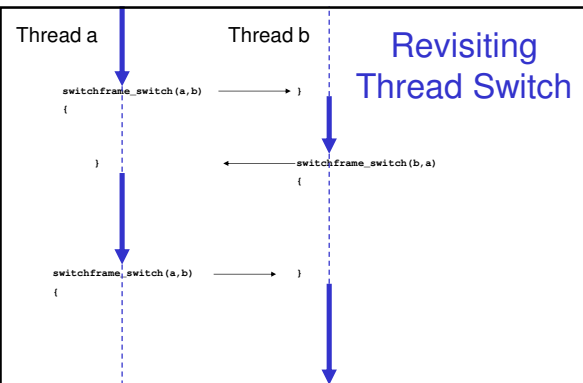 Thread a
Thread b
Revisiting
Thread Switch
switchframe_switch(a,b)
}
{
}
switchframe_switch(b,a)
{
switchframe_switch(a,b)
}
{